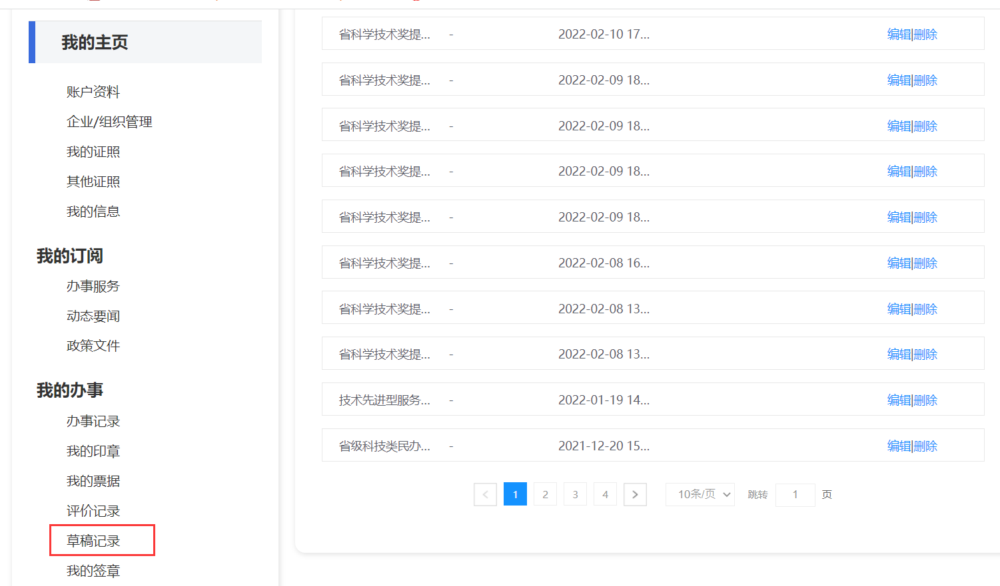 我的主页
账户资料
企业/组织管理
我的证照
其他证照
我的信息
我的订阅
办事服务
动态要闻
政策文件
我的办事
办事记录
我的印章
我的票据
评价记录
草稿记录
我的签章
省科学技术奖提... - 2022-02-10 17... 编辑|删除
省科学技术奖提... - 2022-02-09 18... 编辑|删除
省科学技术奖提... - 2022-02-09 18... 编辑|删除
省科学技术奖提... - 2022-02-09 18... 编辑|删除
省科学技术奖提... - 2022-02-09 18... 编辑|删除
省科学技术奖提... - 2022-02-08 16... 编辑|删除
省科学技术奖提... - 2022-02-08 13... 编辑|删除
省科学技术奖提... - 2022-02-08 13... 编辑|删除
技术先进型服务... - 2022-01-19 14... 编辑|删除
省级科技类民办... - 2021-12-20 15... 编辑|删除
< 1 2 3 4 > 10条/页 跳转 1 页